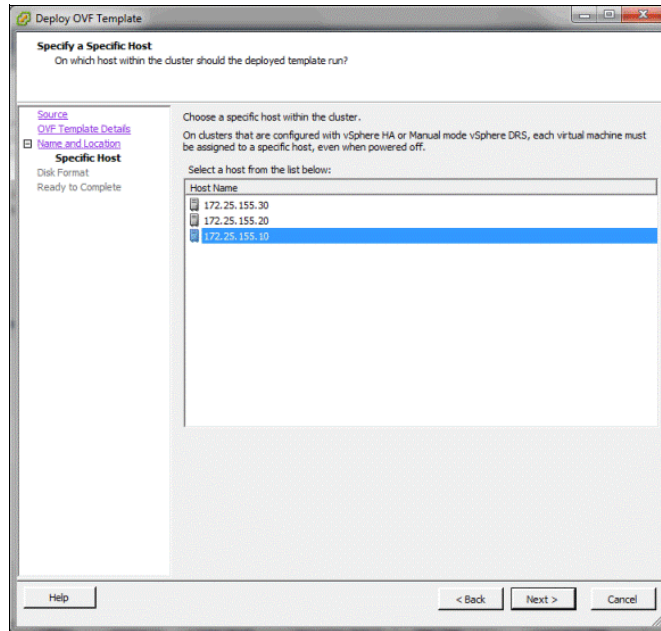 Deploy OVF Template
Specify a Specific Host
On which host within the cluster should the deployed template run?
Source
OVF Template Details
Name and Location
Specific Host
Disk Format
Ready to Complete
Choose a specific host within the cluster.
On clusters that are configured with vSphere HA or Manual mode vSphere DRS, each virtual machine must
be assigned to a specific host, even when powered off.
Select a host from the list below:
Host Name
172.25.155.30
172.25.155.20
172.25.155.10
Help
< Back
Next >
Cancel